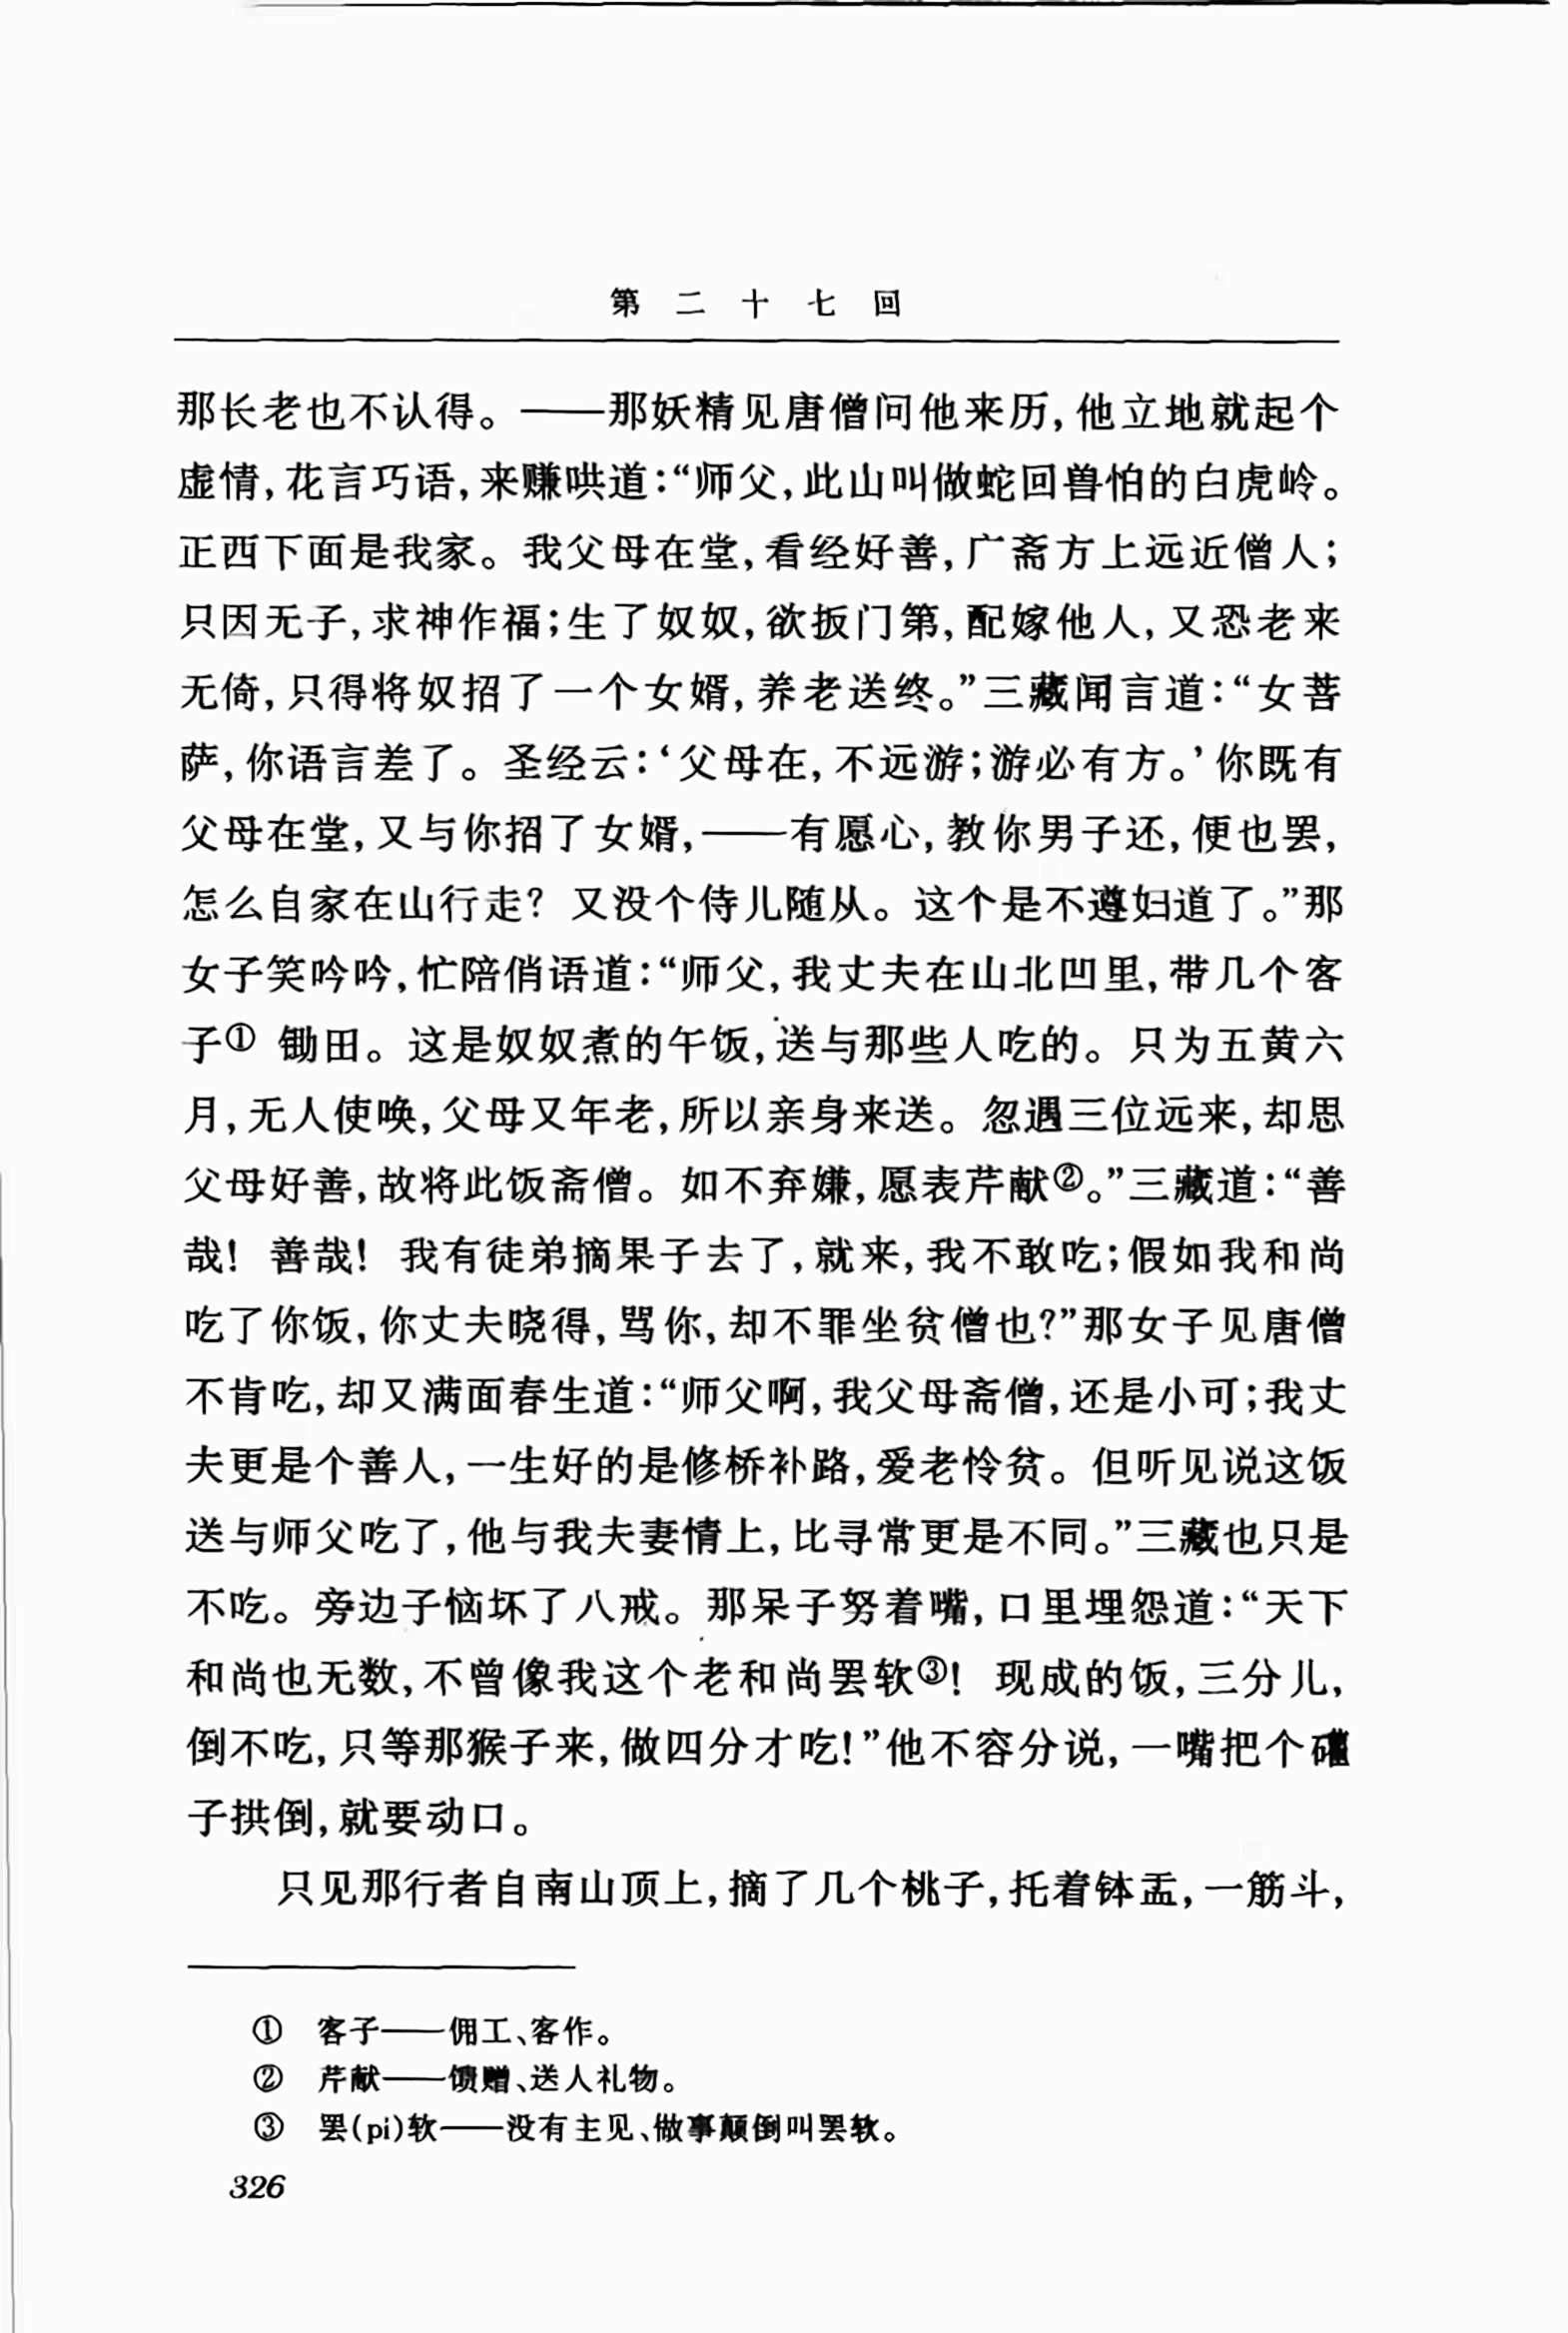 第二十七回
那长老也不认得。——那妖精见唐僧问他来历,他立地就起个
虚情,花言巧语,来赚哄道:“师父,此山叫做蛇回兽怕的白虎岭。
正西下面是我家。我父母在堂,看经好善,广斋方上远近僧人;
只因无子,求神作福;生了奴奴,欲扳门第,配嫁他人,又恐老来
无倚,只得将奴招了一个女婿,养老送终。”三藏闻言道:“女菩
萨,你语言差了。圣经云:‘父母在,不远游;游必有方。’你既有
父母在堂,又与你招了女婿,——有愿心,教你男子还,便也罢,
怎么自家在山行走?又没个侍儿随从。这个是不遵妇道了。”那
女子笑吟吟,忙陪俏语道:“师父,我丈夫在山北凹里,带几个客
子① 锄田。这是奴奴煮的午饭,送与那些人吃的。只为五黄六
月,无人使唤,父母又年老,所以亲身来送。忽遇三位远来,却思
父母好善,故将此饭斋僧。如不弃嫌,愿表芹献②。”三藏道:“善
哉!善哉!我有徒弟摘果子去了,就来,我不敢吃;假如我和尚
吃了你饭,你丈夫晓得,骂你,却不罪坐贫僧也?”那女子见唐僧
不肯吃,却又满面春生道:“师父啊,我父母斋僧,还是小可;我丈
夫更是个善人,一生好的是修桥补路,爱老怜贫。但听见说这饭
送与师父吃了,他与我夫妻情上,比寻常更是不同。”三藏也只是
不吃。旁边子恼坏了八戒。那呆子努着嘴,口里埋怨道:“天下
和尚也无数,不曾像我这个老和尚罢软③!现成的饭,三分儿,
倒不吃,只等那猴子来,做四分才吃!”他不容分说,一嘴把个罐
子拱倒,就要动口。
只见那行者自南山顶上,摘了几个桃子,托着钵盂,一筋斗,
① 客子——佣工、客作。
② 芹献——馈赠、送人礼物。
③ 罢(pi)软——没有主见、做事颠倒叫罢软。
326